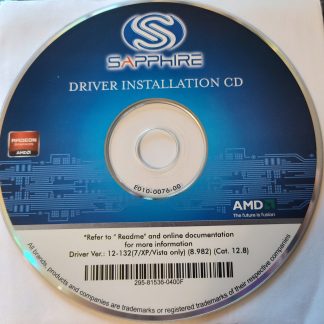 SAPPHIRE
DRIVER INSTALLATION CD
RADEON
GRAPHICS
AMD
E010-0076-00
AMD
The future is fusion
"Refer to " Readme" and online documentation
for more information
Driver Ver.: 12-132(7/XP/Vista only) (8.982) (Cat. 12.8)
295-81536-0400F
All brands, products and companies are trademarks or registered trademarks of their respective companies